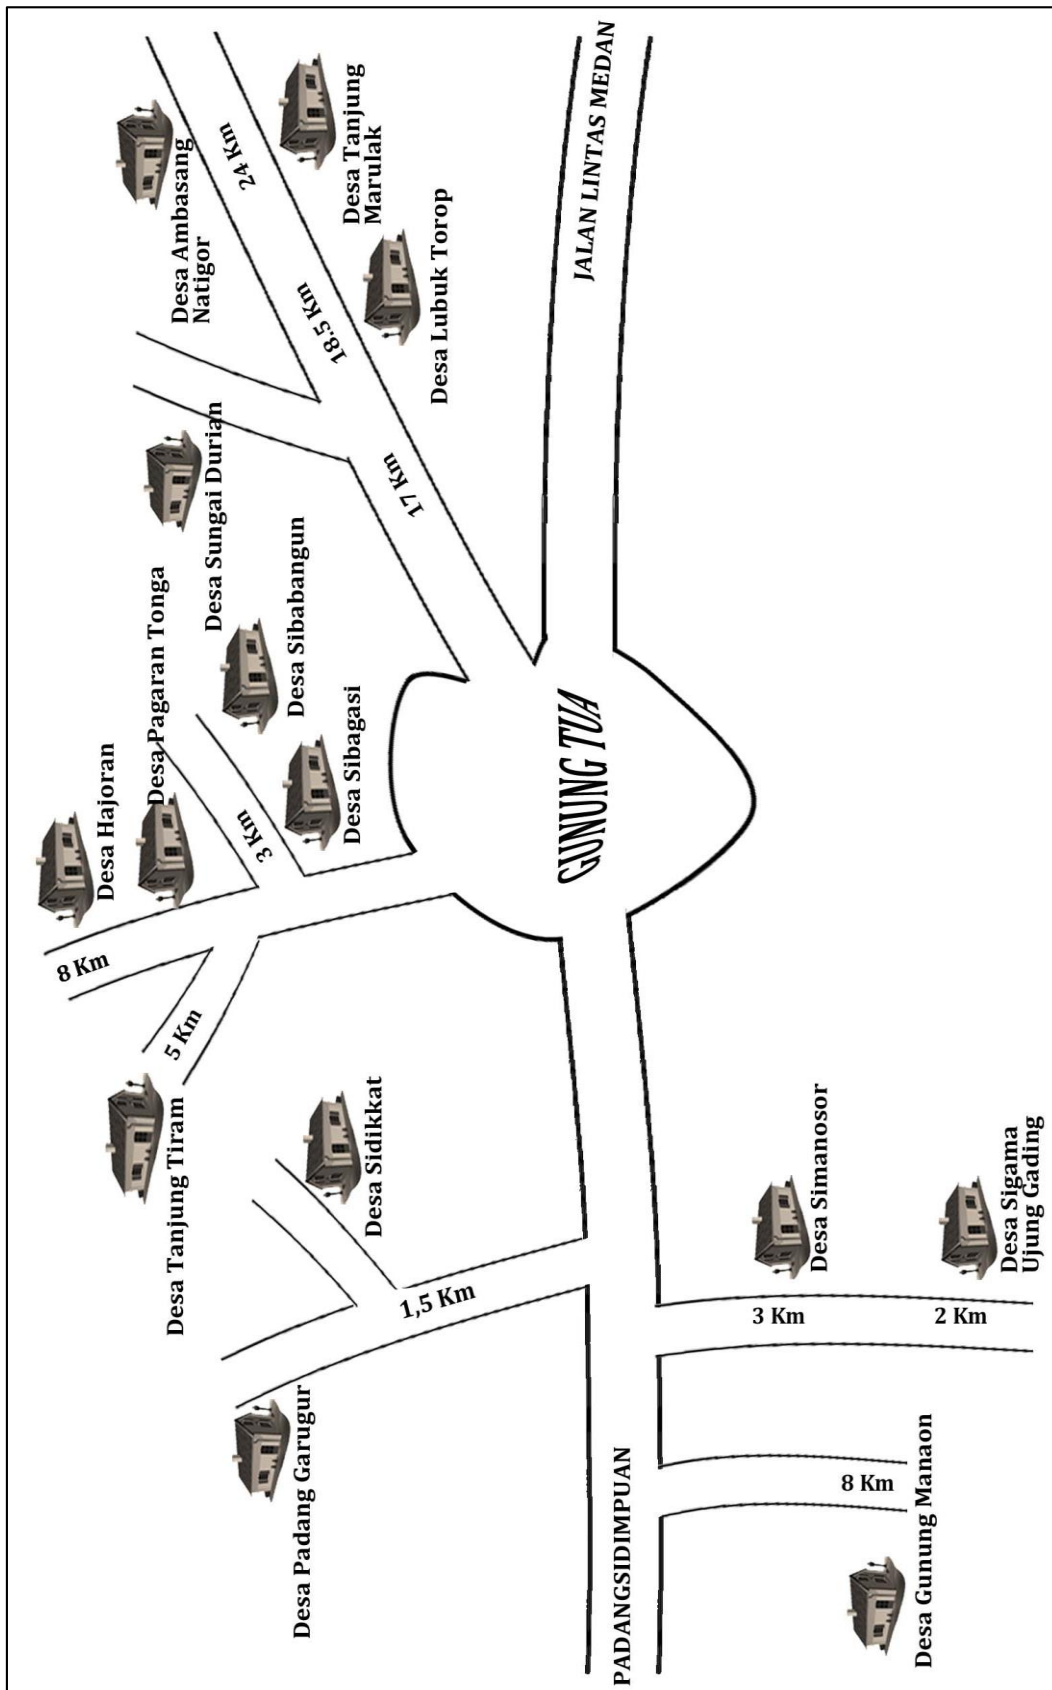 Desa Ambasang
Natigor
24 Km
Desa Tanjung
Marulak
18.5 Km
Desa Lubuk Torop
JALAN LINTAS MEDAN
Desa Sungai Durian
17 Km
Desa Pagaran Tonga
Desa Sibabangun
Desa Hajoran
Desa Sibagasi
3 Km
8 Km
5 Km
GUNUNG TUA
Desa Tanjung Tiram
Desa Sidikkat
1,5 Km
Desa Padang Garugur
Desa Simanosor
Desa Sigama
Ujung Gading
3 Km
2 Km
PADANGSIDIMPUAN
8 Km
Desa Gunung Manaon